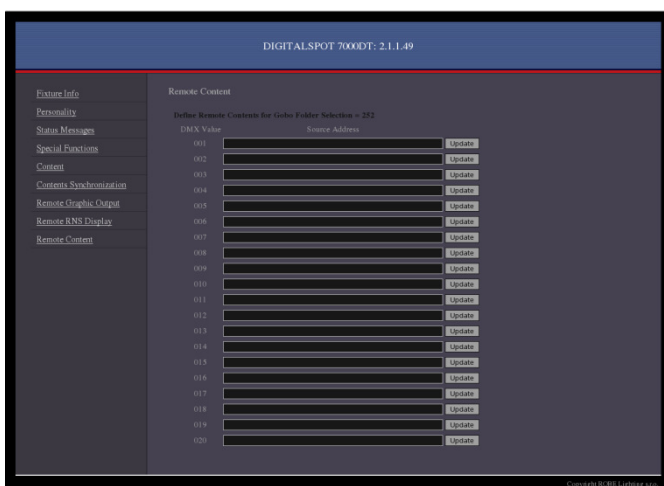 DIGITALSPOT 7000DT: 2.1.1.49
Fixture Info
Personality
Status Messages
Special Functions
Content
Contents Synchronization
Remote Graphic Output
Remote RNS Display
Remote Content
Remote Content
Define Remote Contents for Gobo Folder Selection = 252
DMX Value Source Address
001 Update
002 Update
003 Update
004 Update
005 Update
006 Update
007 Update
008 Update
009 Update
010 Update
011 Update
012 Update
013 Update
014 Update
015 Update
016 Update
017 Update
018 Update
019 Update
020 Update
Copyright ROBE Lighting s.r.o.